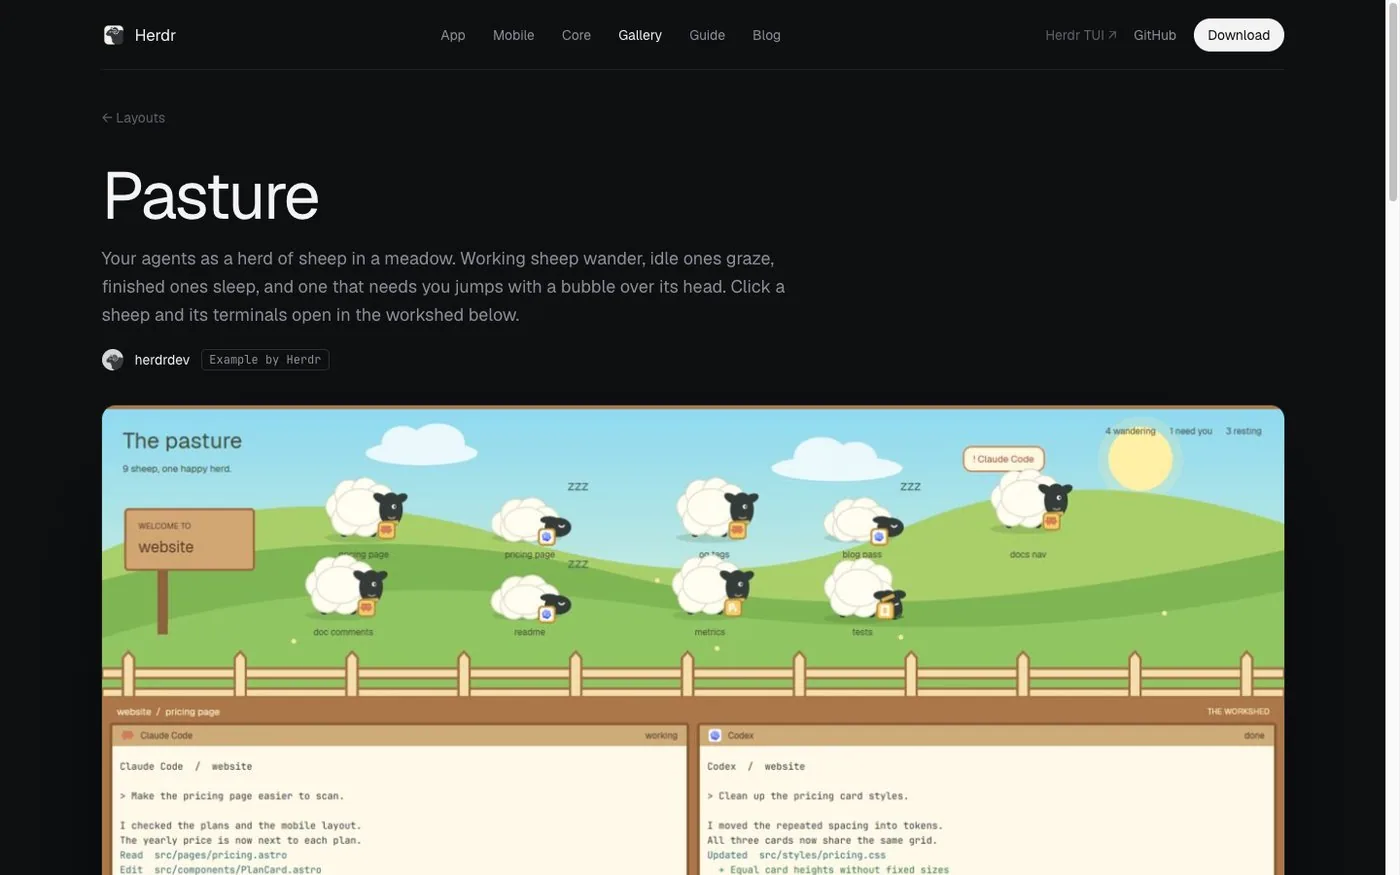 Herdr
App
Mobile
Core
Gallery
Guide
Blog
Herdr TUI ↗
GitHub
Download
← Layouts
Pasture
Your agents as a herd of sheep in a meadow. Working sheep wander, idle ones graze,
finished ones sleep, and one that needs you jumps with a bubble over its head. Click a
sheep and its terminals open in the workshed below.
herdrdev
Example by Herdr
The pasture
9 sheep, one happy herd.
4 wandering
1 need you
3 resting
! Claude Code
zzz
zzz
WELCOME TO
website
pricing page
pricing page
og tags
blog pass
docs nav
zzz
doc comments
readme
metrics
tests
website / pricing page
THE WORKSHED
Claude Code
working
Claude Code / website
> Make the pricing page easier to scan.
I checked the plans and the mobile layout.
The yearly price is now next to each plan.
Read src/pages/pricing.astro
Edit src/components/PlanCard.astro
Codex
done
Codex / website
> Clean up the pricing card styles.
I moved the repeated spacing into tokens.
All three cards now share the same grid.
Updated src/styles/pricing.css
+ Equal card heights without fixed sizes